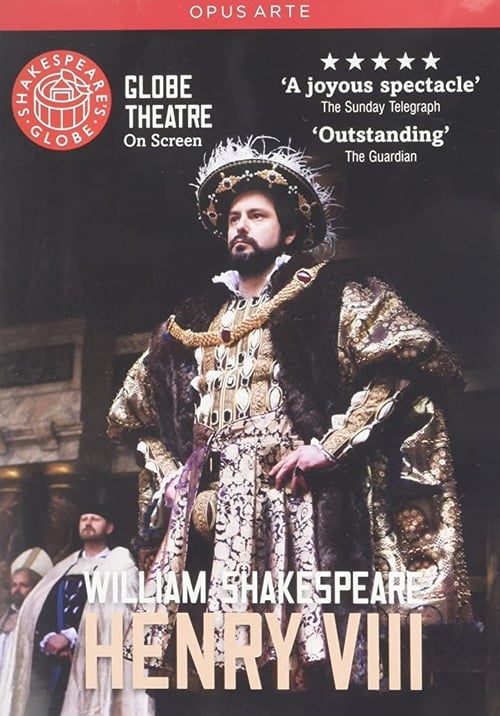 OPUS ARTE
SHAKESPEARE'S
GLOBE
GLOBE
THEATRE
On Screen
‘A joyous spectacle’
The Sunday Telegraph
‘Outstanding’
The Guardian
WILLIAM SHAKESPEARE
HENRY VIII